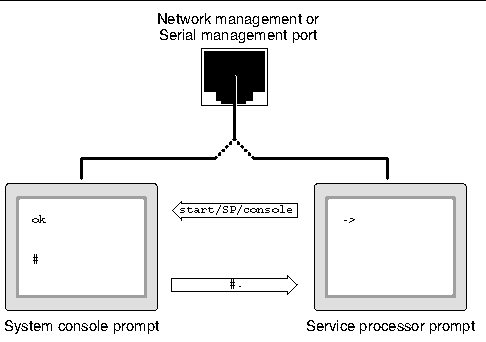 Network management or
Serial management port
start/SP/console
ok
->
#
#.
System console prompt
Service processor prompt